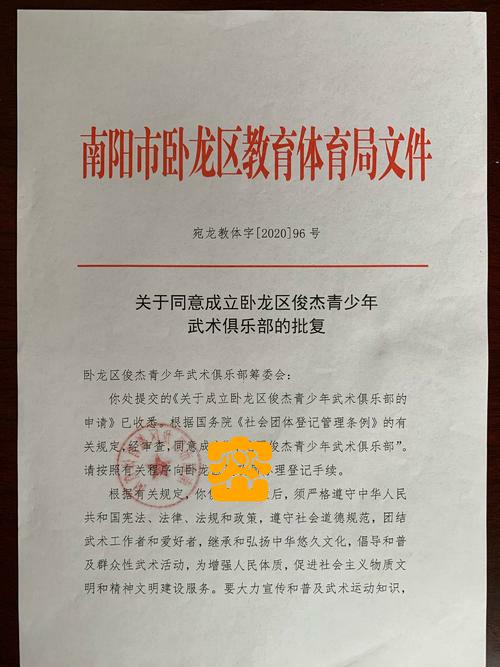 南阳市卧龙区教育体育局文件
宛龙教体字[2020]96 号
关于同意成立卧龙区俊杰青少年
武术俱乐部的批复
卧龙区俊杰青少年武术俱乐部筹委会:
你处提交的《关于成立卧龙区俊杰青少年武术俱乐部的
申请》已收悉。根据国务院《社会团体登记管理条例》的有
关规定,经审查,同意成 区俊杰青少年武术俱乐部”。
请按照有关程序向卧龙 理登记手续。
根据有关规定,你 后,须严格遵守中华人民
共和国宪法、法律、法规和政策,遵守社会道德规范,团结
武术工作者和爱好者,继承和弘扬中华悠久文化,倡导和普
及群众性武术活动,为增强人民体质,促进社会主义物质文
明和精神文明建设服务。要大力宣传和普及武术运动知识,